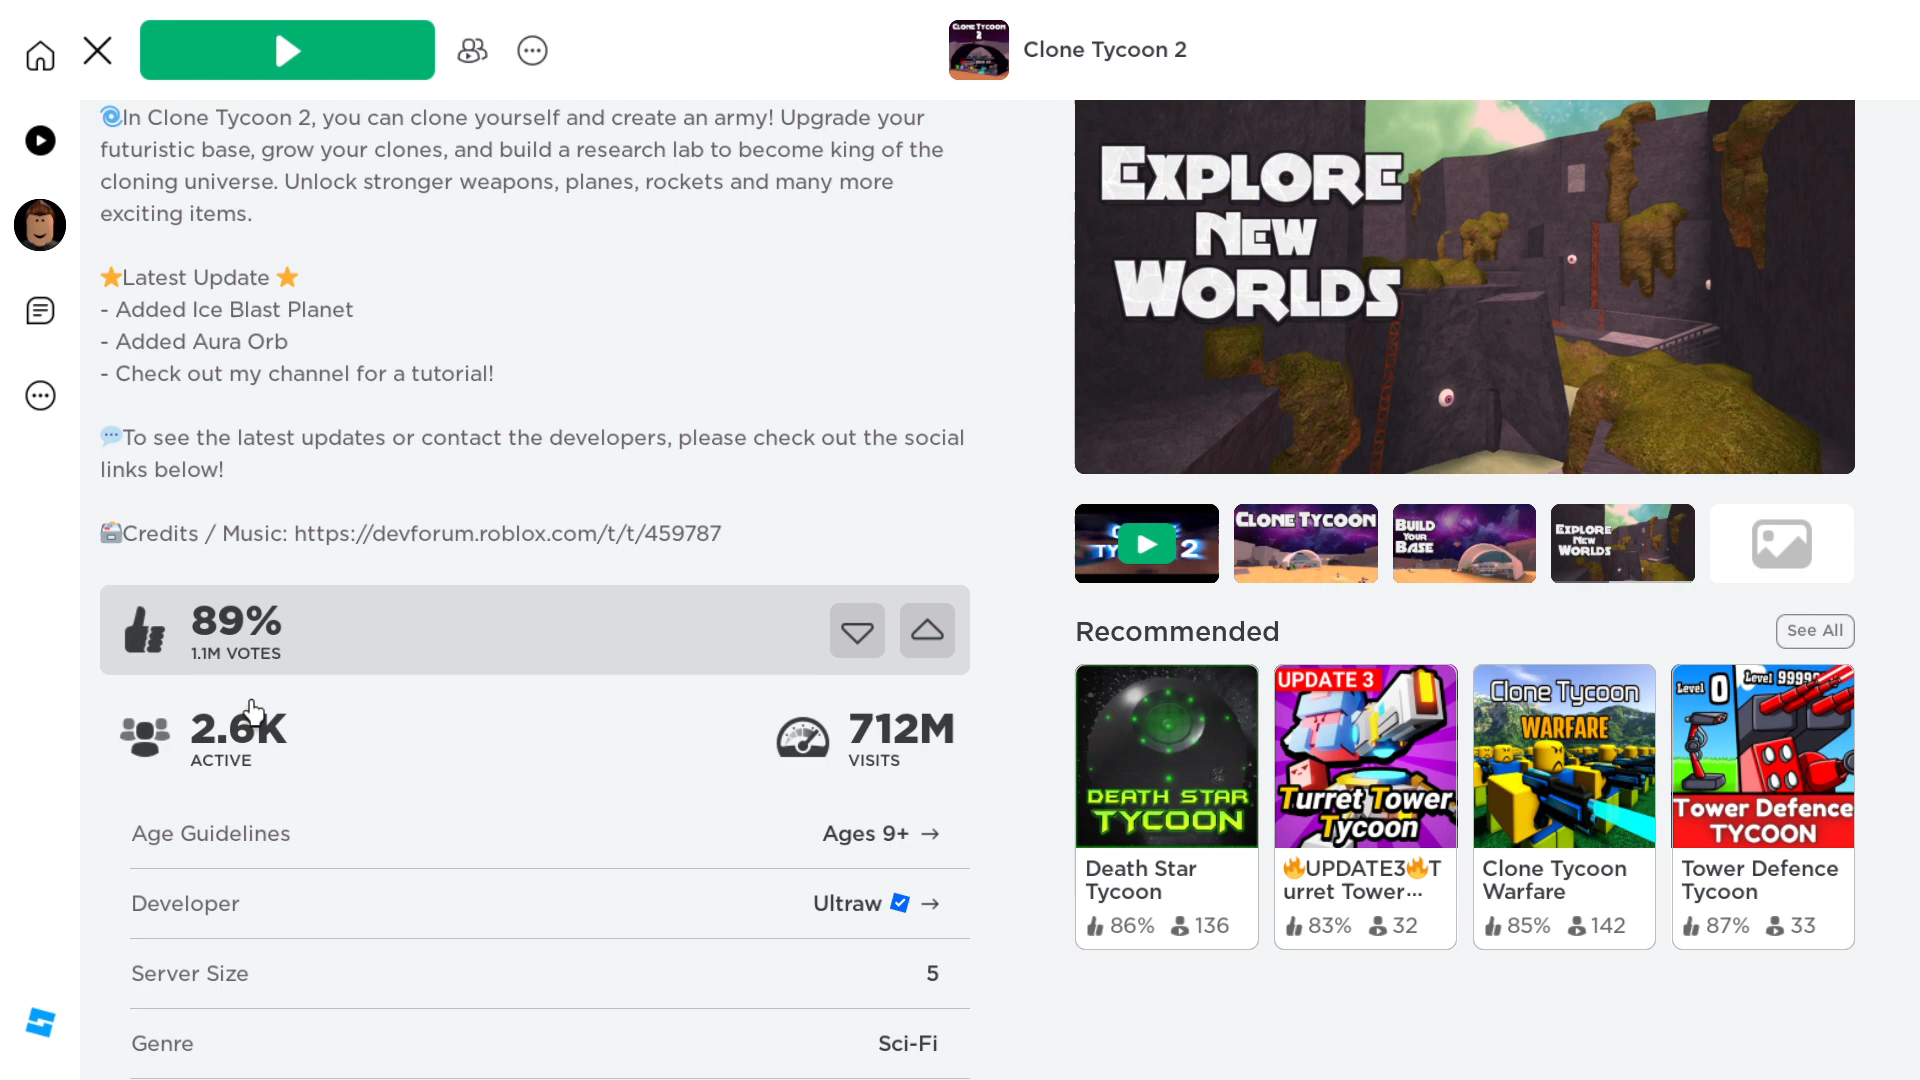 Clone Tycoon 2
In Clone Tycoon 2, you can clone yourself and create an army! Upgrade your
futuristic base, grow your clones, and build a research lab to become king of the
cloning universe. Unlock stronger weapons, planes, rockets and many more
exciting items.
⭐Latest Update ⭐
- Added Ice Blast Planet
- Added Aura Orb
- Check out my channel for a tutorial!
💬To see the latest updates or contact the developers, please check out the social
links below!
Credits / Music: https://devforum.roblox.com/t/t/459787
89%
1.1M VOTES
2.6K
ACTIVE
712M
VISITS
Age Guidelines
Ages 9+ →
Developer
Ultraw →
Server Size
5
Genre
Sci-Fi
EXPLORE
NEW
WORLDS
CLONE TYCOON
BUILD
YOUR
BASE
EXPLORE
NEW
WORLDS
Recommended
See All
DEATH STAR
TYCOON
Death Star
Tycoon
86% 136
UPDATE 3
Turret Tower
Tycoon
🔥UPDATE3🔥T
urret Tower...
83% 32
Clone Tycoon
WARFARE
Clone Tycoon
Warfare
85% 142
Level 0
Tower Defence
TYCOON
Tower Defence
Tycoon
87% 33